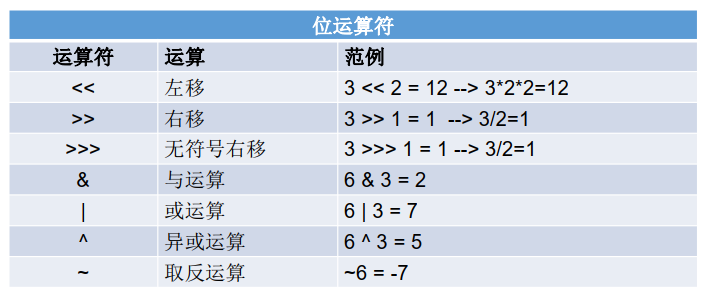 位运算符
运算符 运算 范例
<< 左移 3 << 2 = 12 --> 3*2*2=12
>> 右移 3 >> 1 = 1 --> 3/2=1
>>> 无符号右移 3 >>> 1 = 1 --> 3/2=1
& 与运算 6 & 3 = 2
| 或运算 6 | 3 = 7
^ 异或运算 6 ^ 3 = 5
~ 取反运算 ~6 = -7